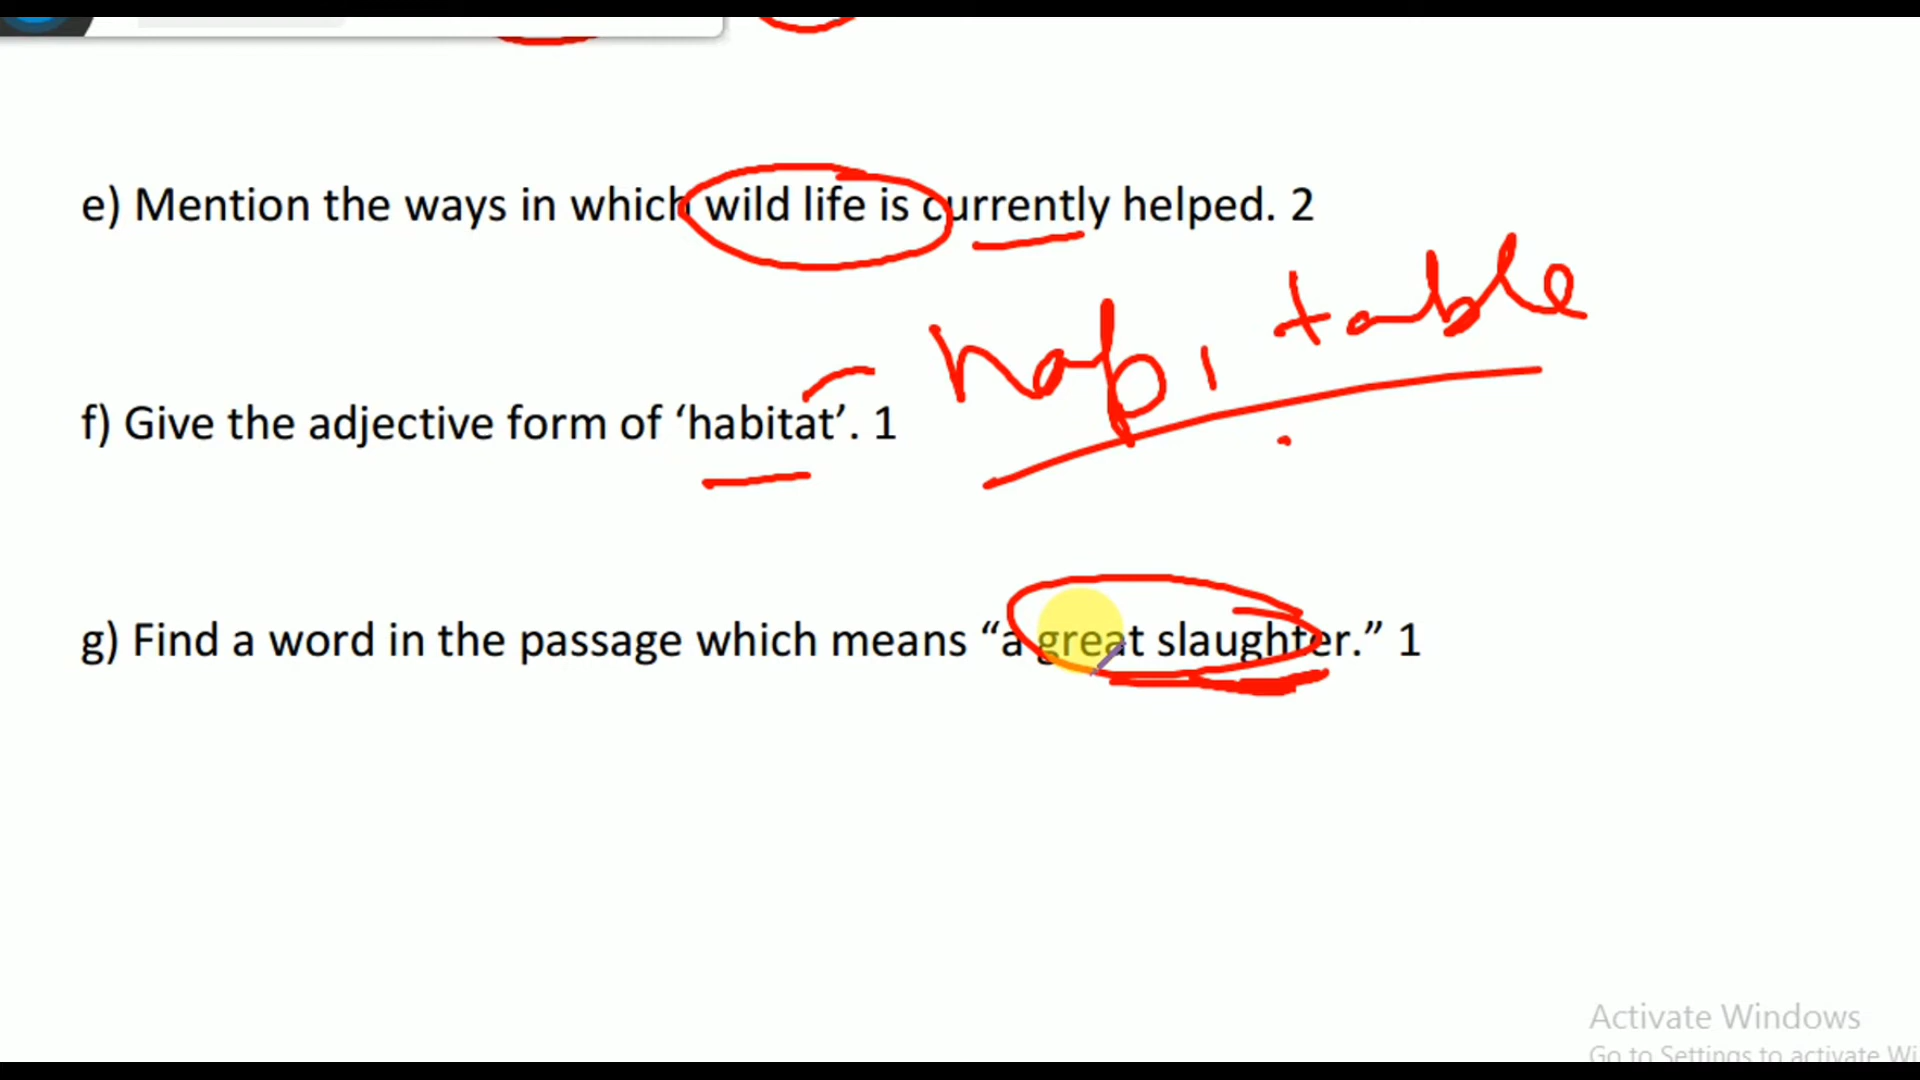 e) Mention the ways in which wild life is currently helped. 2
habitable
f) Give the adjective form of ‘habitat’. 1
g) Find a word in the passage which means “a great slaughter.” 1
Activate Windows
Go to Settings to activate Wi